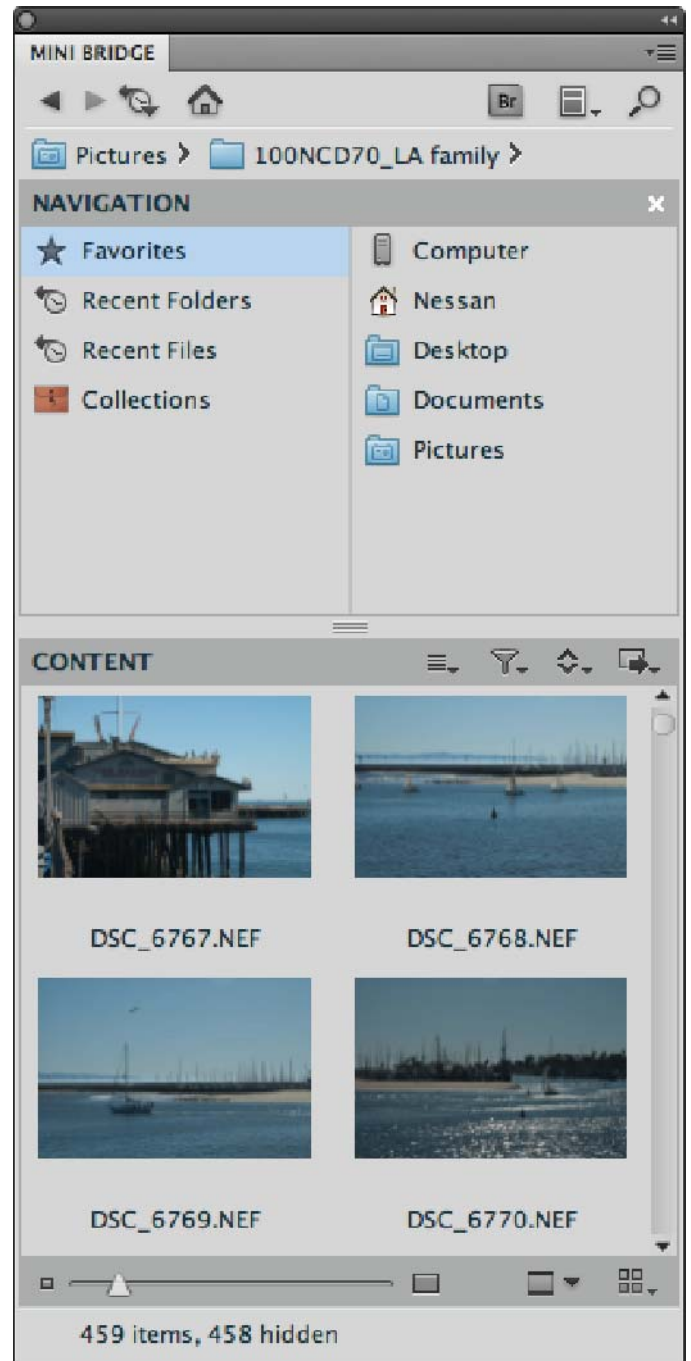 MINI BRIDGE
Br
Pictures > 100NCD70_LA family >
NAVIGATION
Favorites
Computer
Recent Folders
Nessan
Recent Files
Desktop
Collections
Documents
Pictures
CONTENT
DSC_6767.NEF
DSC_6768.NEF
DSC_6769.NEF
DSC_6770.NEF
459 items, 458 hidden